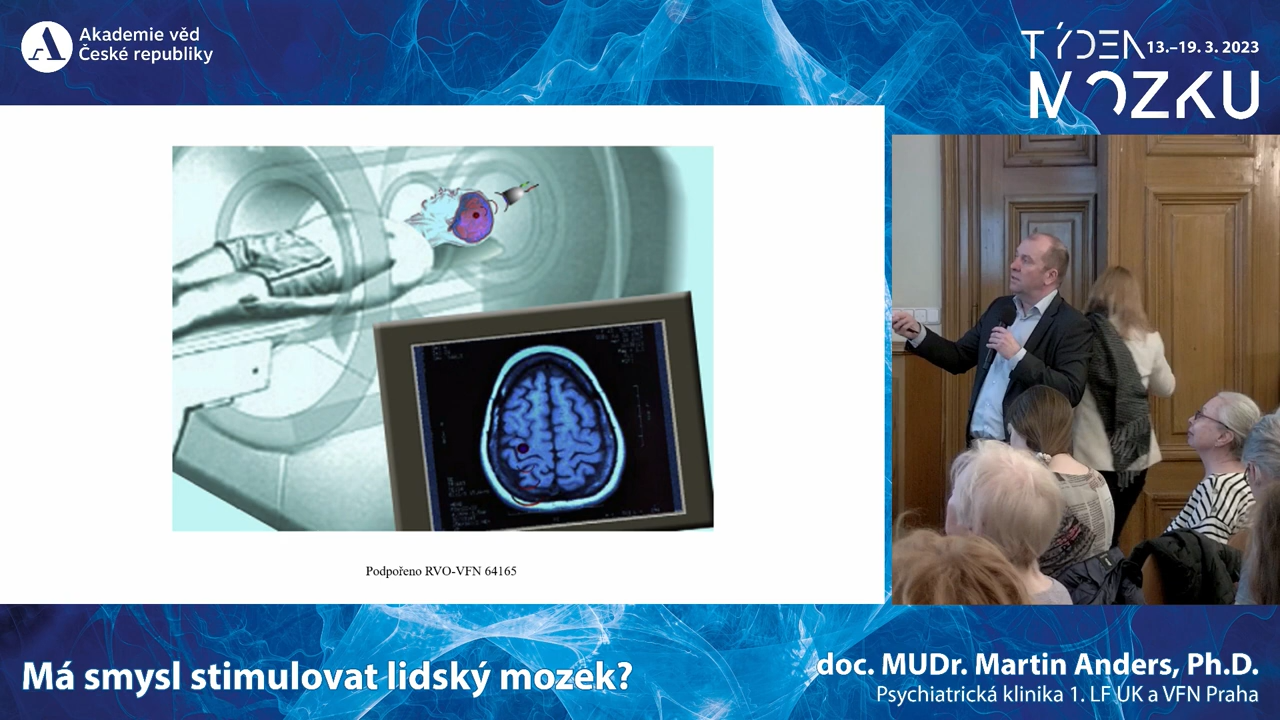 Akademie věd
České republiky
TÝDEN 13.–19. 3. 2023
MOZKU
Podpořeno RVO-VFN 64165
Má smysl stimulovat lidský mozek?
doc. MUDr. Martin Anders, Ph.D.
Psychiatrická klinika 1. LF UK a VFN Praha